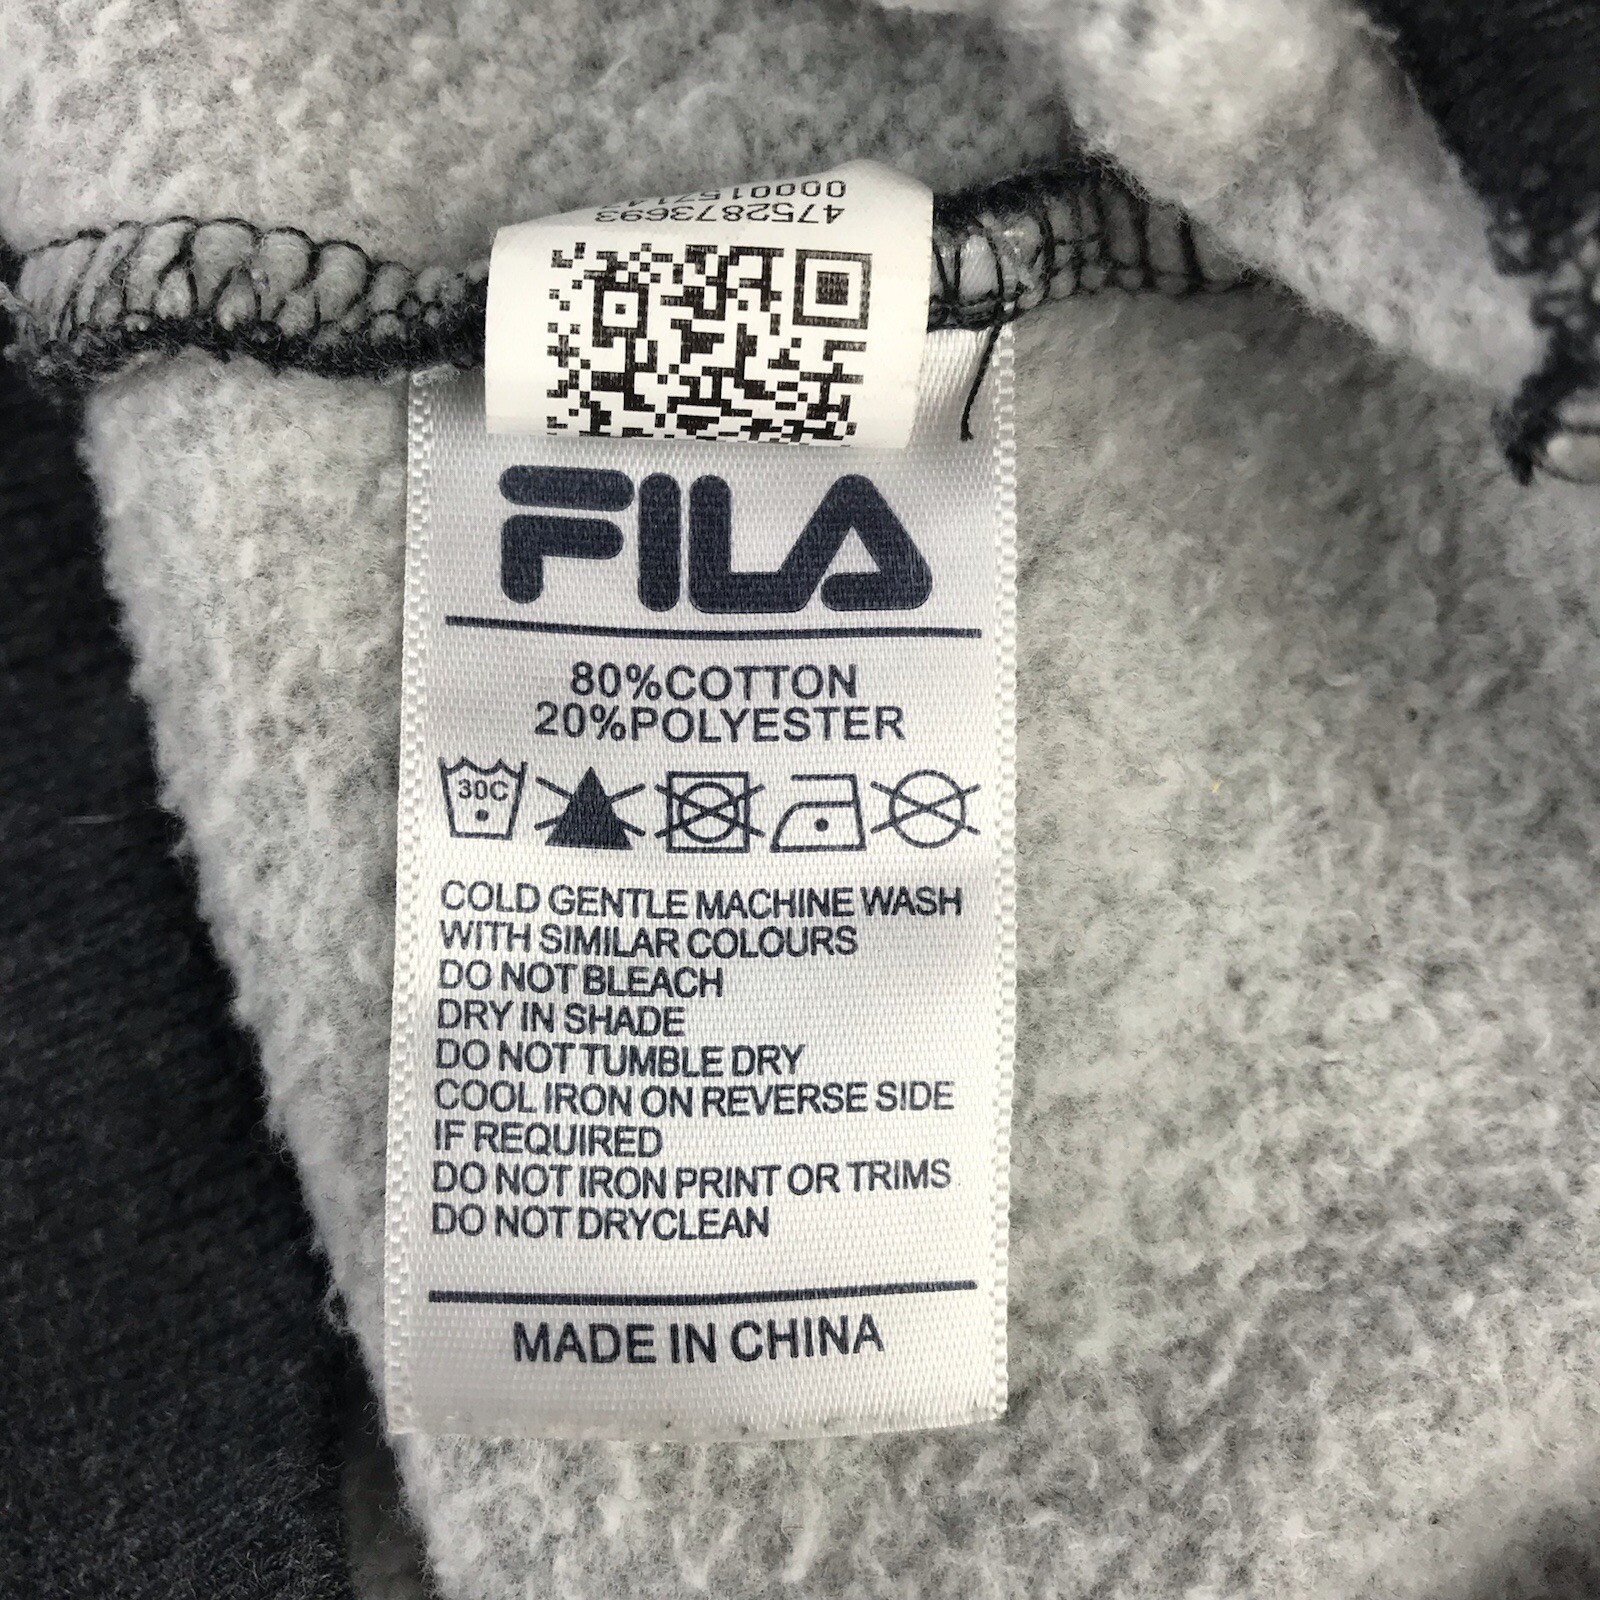 4752873693
FILA
80%COTTON
20%POLYESTER
30C
COLD GENTLE MACHINE WASH
WITH SIMILAR COLOURS
DO NOT BLEACH
DRY IN SHADE
DO NOT TUMBLE DRY
COOL IRON ON REVERSE SIDE
IF REQUIRED
DO NOT IRON PRINT OR TRIMS
DO NOT DRYCLEAN
MADE IN CHINA